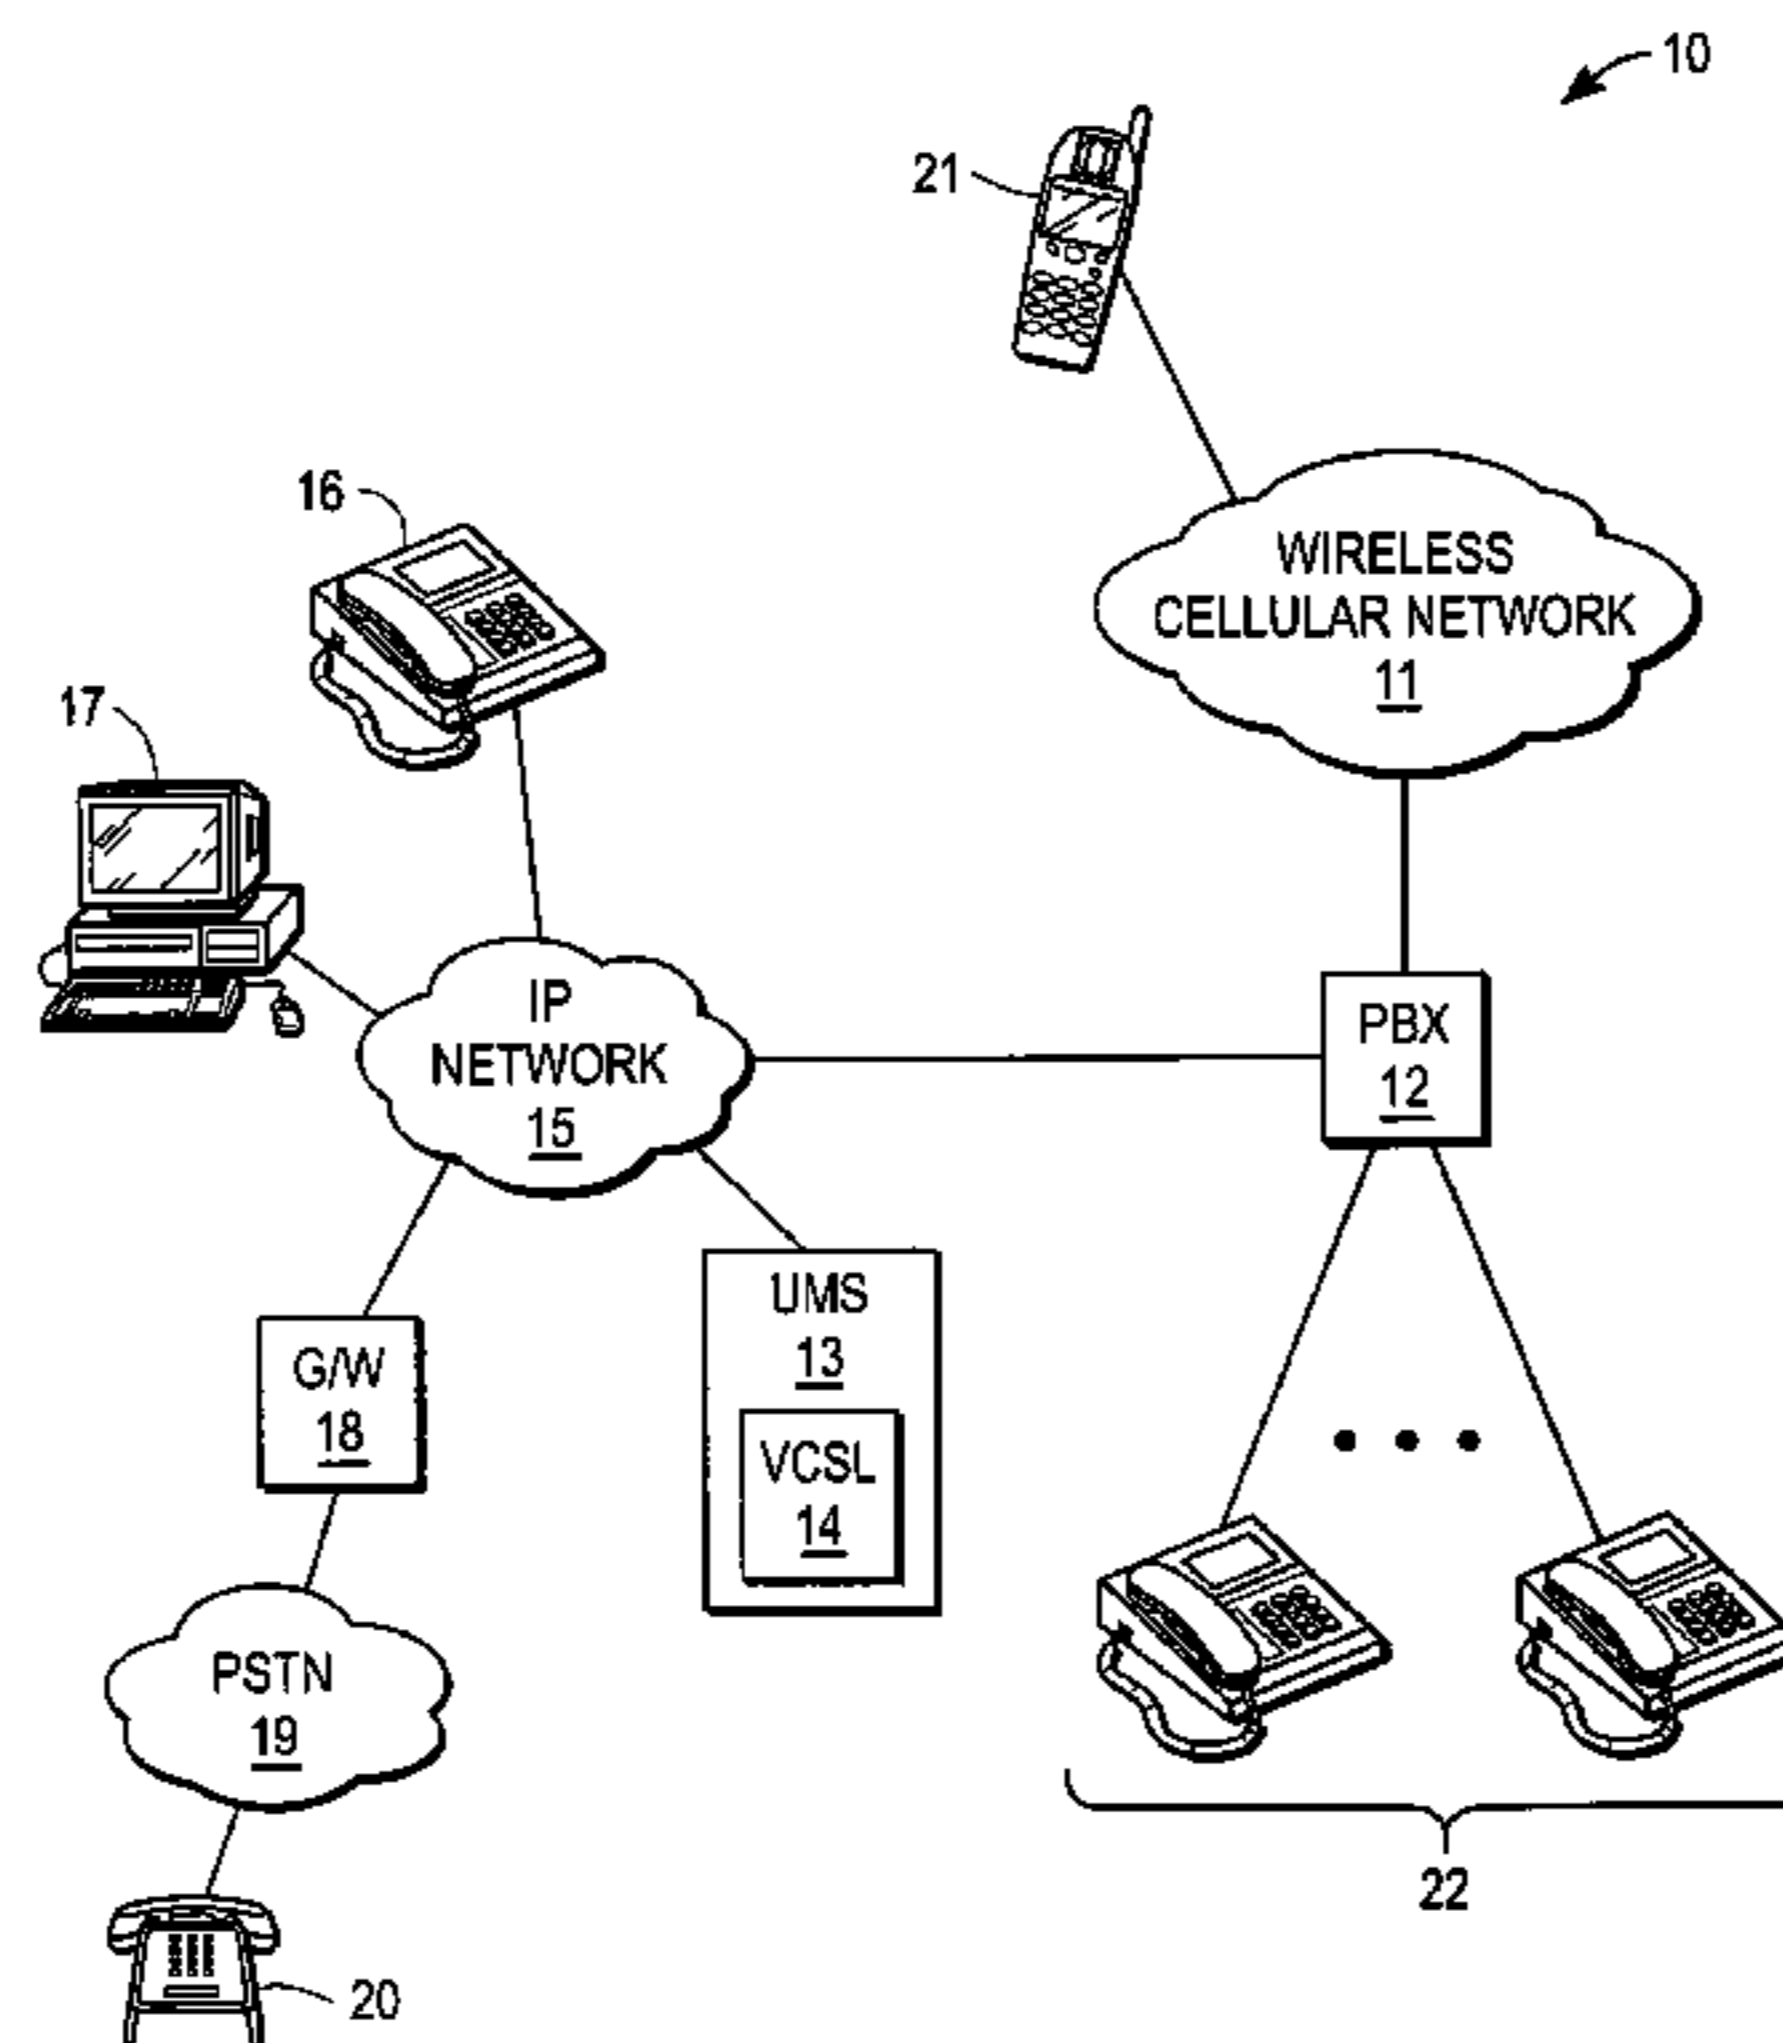 10
21
16
WIRELESS
CELLULAR NETWORK
11
17
IP
NETWORK
15
PBX
12
UMS
13
G/W
18
VCSL
14
PSTN
19
22
20